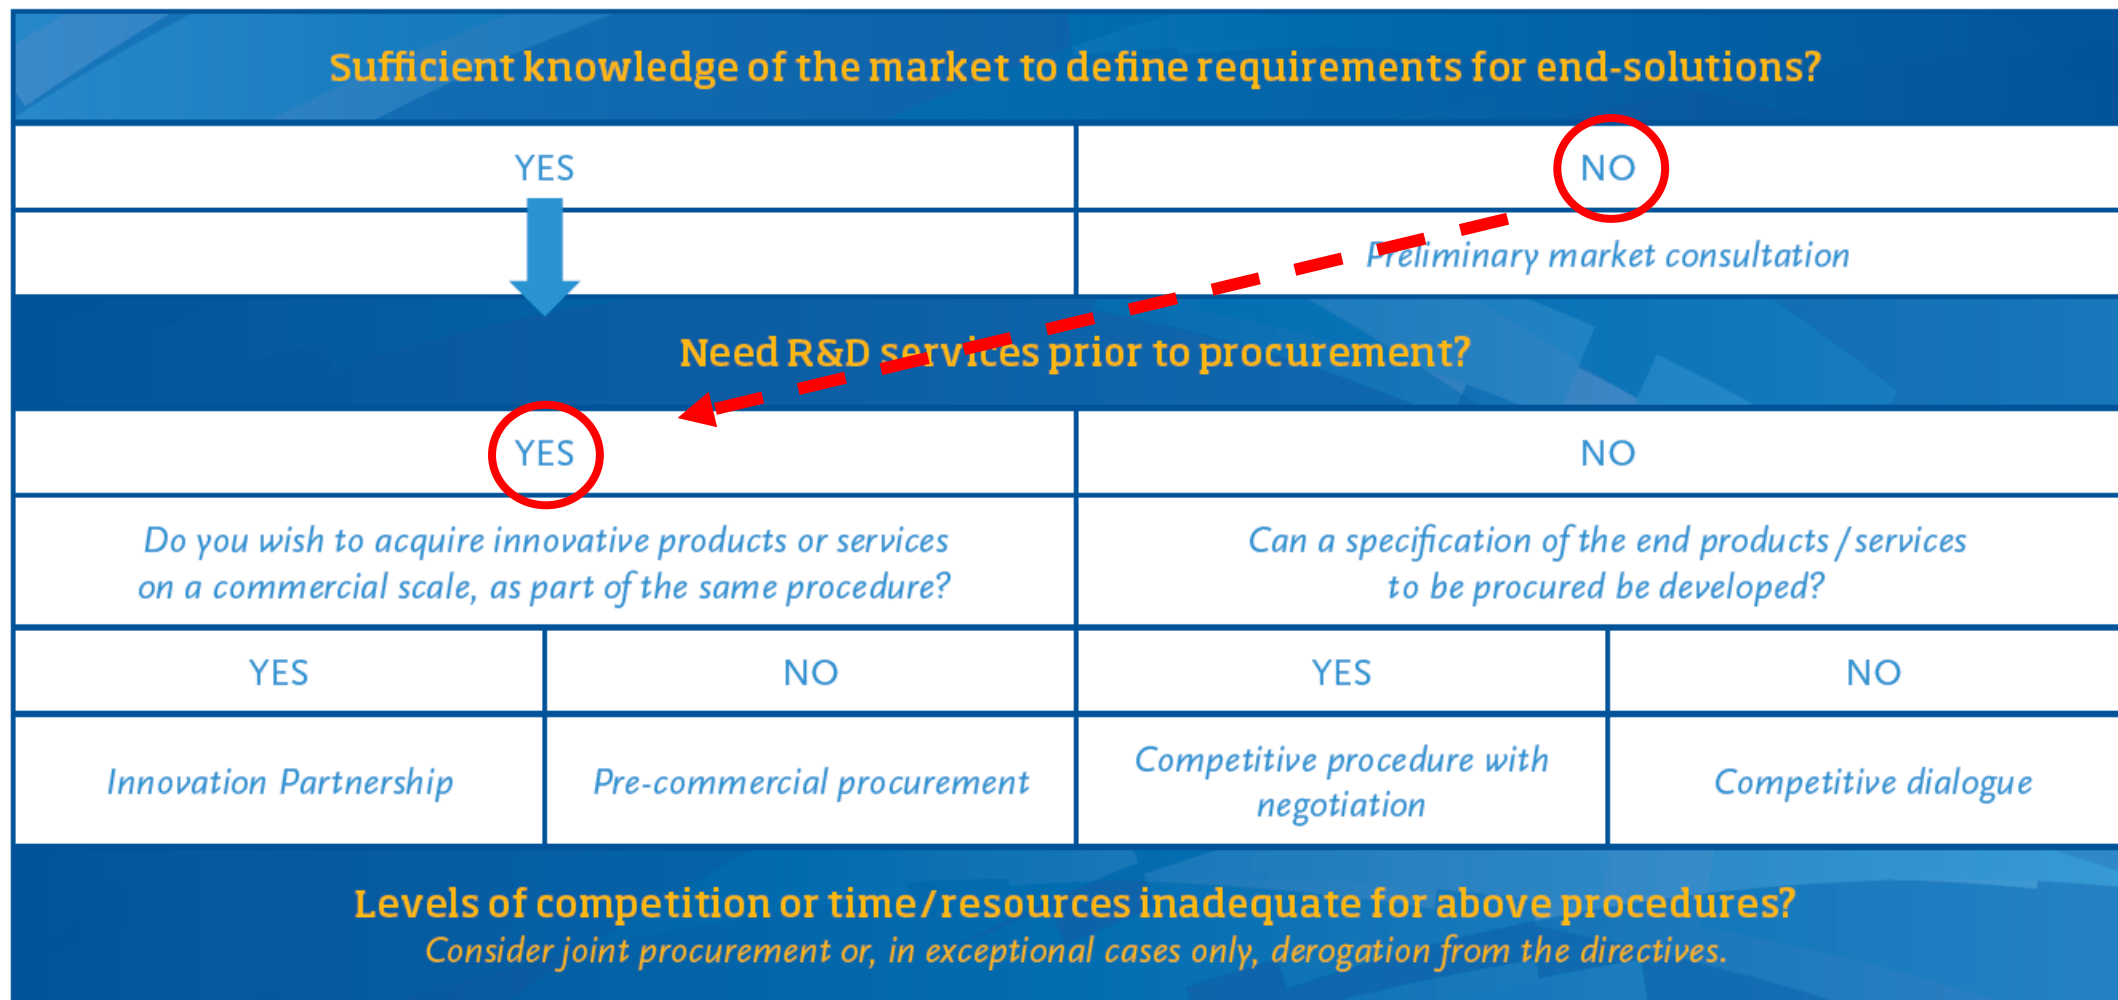 Sufficient knowledge of the market to define requirements for end-solutions?
YES
NO
Preliminary market consultation
Need R&D services prior to procurement?
YES
NO
Do you wish to acquire innovative products or services
on a commercial scale, as part of the same procedure?
Can a specification of the end products / services
to be procured be developed?
YES
NO
YES
NO
Innovation Partnership
Pre-commercial procurement
Competitive procedure with
negotiation
Competitive dialogue
Levels of competition or time/resources inadequate for above procedures?
Consider joint procurement or, in exceptional cases only, derogation from the directives.